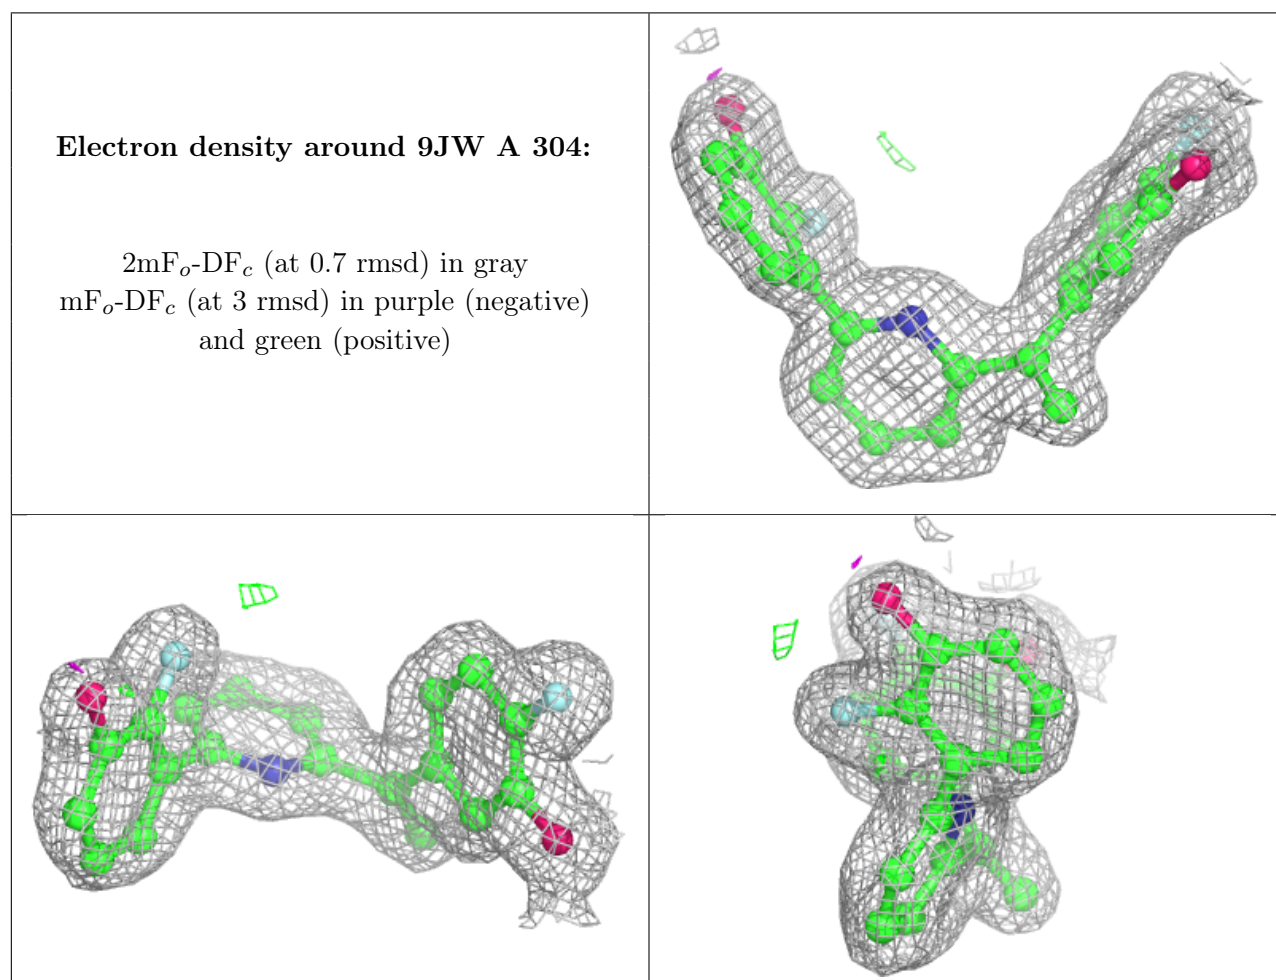 Electron density around 9JW A 304:
2mFo-DFc (at 0.7 rmsd) in gray
mFo-DFc (at 3 rmsd) in purple (negative)
and green (positive)